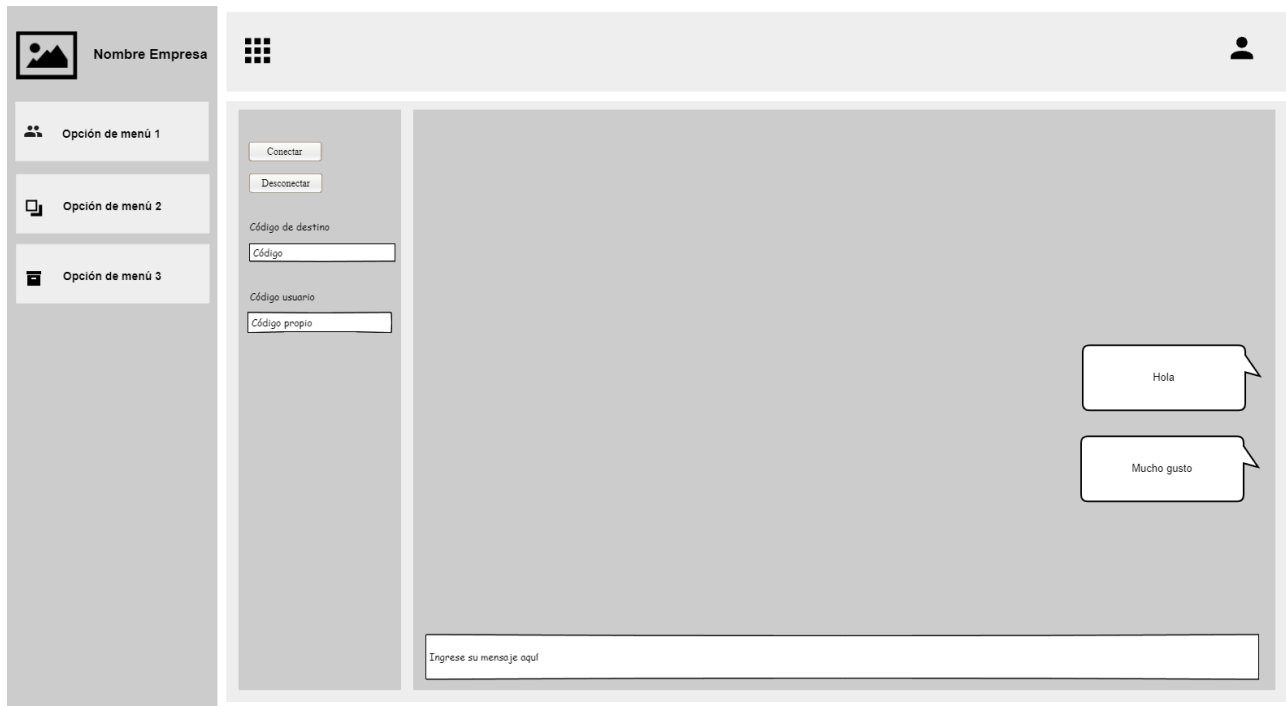 Nombre Empresa
Opción de menú 1
Opción de menú 2
Opción de menú 3
Conectar
Desconectar
Código de destino
Código
Código usuario
Código propio
Hola
Mucho gusto
Ingrese su mensaje aquí